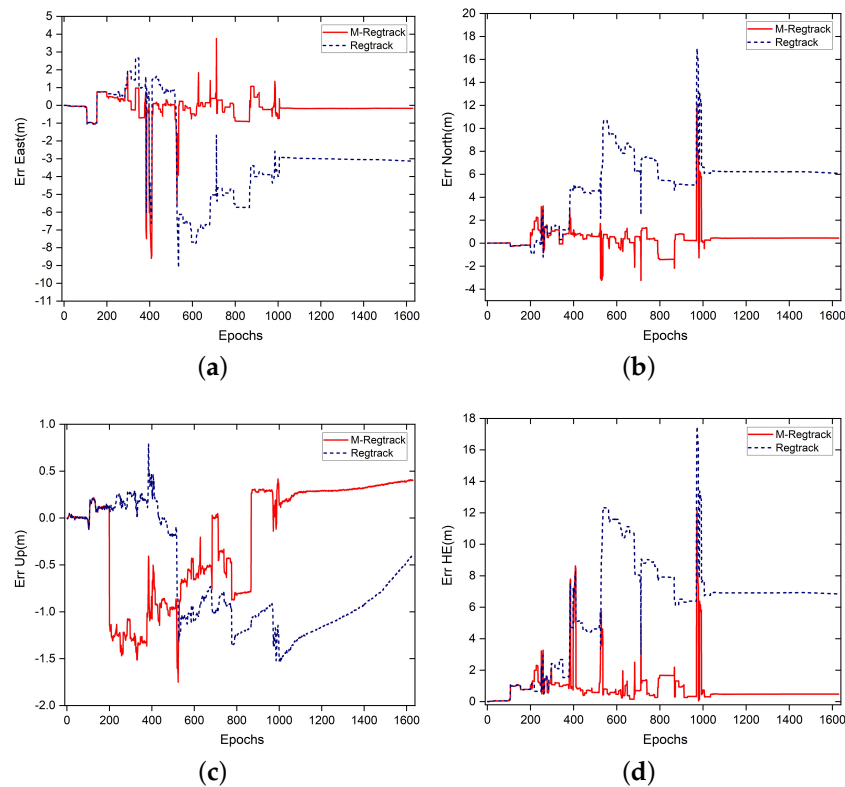 5
4
3
2
1
0
-1
-2
-3
-4
-5
-6
-7
-8
-9
-10
-11
Err East(m)
M-Regtrack
Regtrack
0 200 400 600 800 1000 1200 1400 1600
Epochs
(a)
20
18
16
14
12
10
8
6
4
2
0
-2
-4
Err North(m)
M-Regtrack
Regtrack
0 200 400 600 800 1000 1200 1400 1600
Epochs
(b)
1.0
0.5
0.0
-0.5
-1.0
-1.5
-2.0
Err Up(m)
M-Regtrack
Regtrack
0 200 400 600 800 1000 1200 1400 1600
Epochs
(c)
18
16
14
12
10
8
6
4
2
0
Err HE(m)
M-Regtrack
Regtrack
0 200 400 600 800 1000 1200 1400 1600
Epochs
(d)